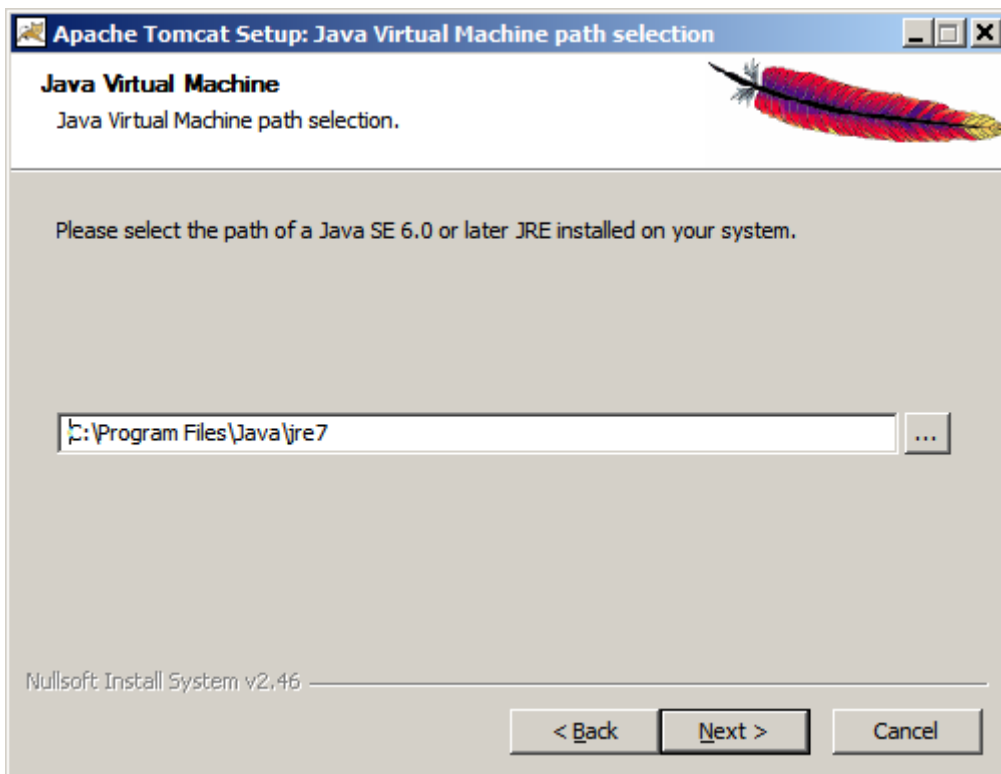 Apache Tomcat Setup: Java Virtual Machine path selection
Java Virtual Machine
Java Virtual Machine path selection.
Please select the path of a Java SE 6.0 or later JRE installed on your system.
C:\Program Files\Java\jre7
...
Nullsoft Install System v2.46
< Back
Next >
Cancel